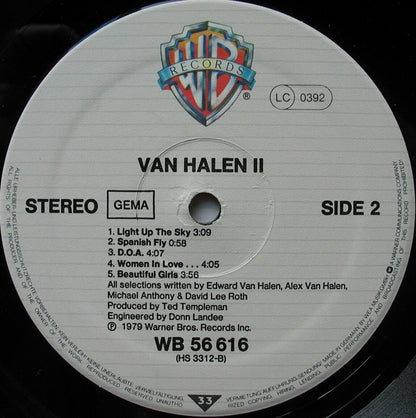 WB
RECORDS
®
LC 0392
VAN HALEN II
STEREO GEMA SIDE 2
1. Light Up The Sky 3:09
2. Spanish Fly 0:58
3. D.O.A. 4:07
4. Women In Love . . . 4:05
5. Beautiful Girls 3:56
All selections written by Edward Van Halen, Alex Van Halen,
Michael Anthony & David Lee Roth
Produced by Ted Templeman
Engineered by Donn Landee
℗ 1979 Warner Bros. Records Inc.
WB 56 616
(HS 3312-B)
33